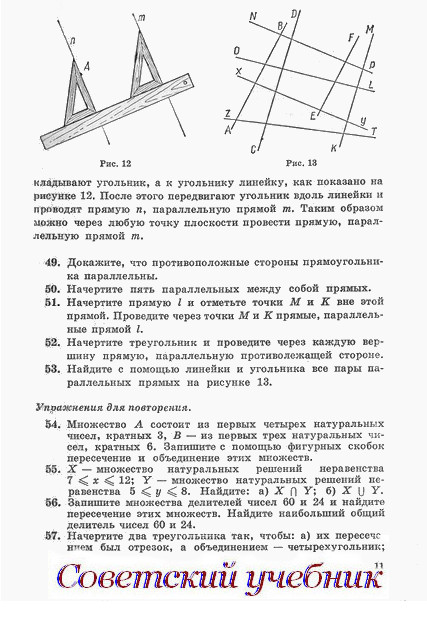 n
m
A
N
D
B
F
M
O
P
X
L
E
Z
y
A
T
C
K
Рис. 12
Рис. 13
кладывают угольник, а к угольнику линейку, как показано на
рисунке 12. После этого передвигают угольник вдоль линейки и
проводят прямую n, параллельную прямой m. Таким образом
можно через любую точку плоскости провести прямую, парал-
лельную прямой m.
49. Докажите, что противоположные стороны прямоугольни-
ка параллельны.
50. Начертите пять параллельных между собой прямых.
51. Начертите прямую l и отметьте точки M и K вне этой
прямой. Проведите через точки M и K прямые, параллель-
ные прямой l.
52. Начертите треугольник и проведите через каждую вер-
шину прямую, параллельную противолежащей стороне.
53. Найдите с помощью линейки и угольника все пары па-
раллельных прямых на рисунке 13.
Упражнения для повторения.
54. Множество A состоит из первых четырех натуральных
чисел, кратных 3, B — из первых трех натуральных чи-
сел, кратных 6. Запишите с помощью фигурных скобок
пересечение и объединение этих множеств.
55. X — множество натуральных решений неравенства
7 ⩽ x ⩽ 12; Y — множество натуральных решений не-
равенства 5 ⩽ y ⩽ 8. Найдите: а) X ⋂ Y; б) X ⋃ Y.
56. Запишите множества делителей чисел 60 и 24 и найдите
пересечение этих множеств. Найдите наибольший общий
делитель чисел 60 и 24.
57. Начертите два треугольника так, чтобы: а) их пересече-
нием был отрезок, а объединением — четырехугольник;
11
Советский учебник